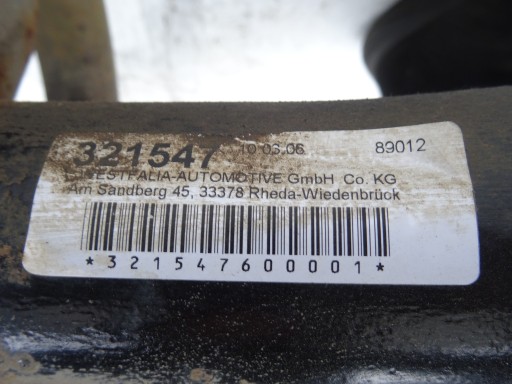 321547 10 03.06 89012
WESTFALIA-AUTOMOTIVE GmbH Co. KG
Am Sandberg 45, 33378 Rheda-Wiedenbrück
*321547600001*